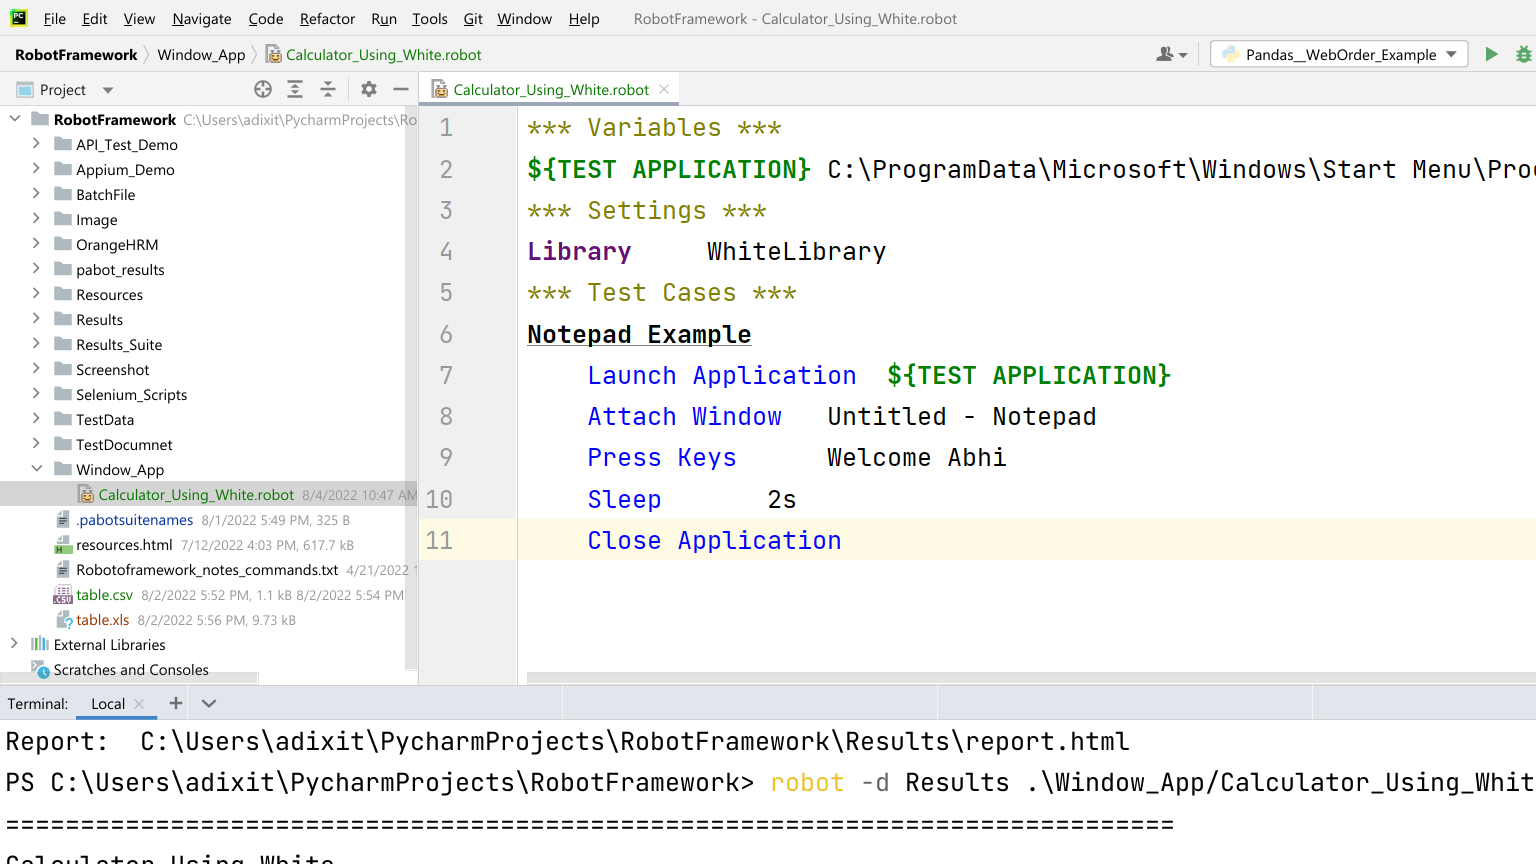 File Edit View Navigate Code Refactor Run Tools Git Window Help RobotFramework - Calculator_Using_White.robot
RobotFramework Window_App Calculator_Using_White.robot Pandas__WebOrder_Example
Project
Calculator_Using_White.robot
RobotFramework C:\Users\adixit\PycharmProjects\Ro
API_Test_Demo
Appium_Demo
BatchFile
Image
OrangeHRM
pabot_results
Resources
Results
Results_Suite
Screenshot
Selenium_Scripts
TestData
TestDocumnet
Window_App
Calculator_Using_White.robot 8/4/2022 10:47 AM
.pabotsuitenames 8/1/2022 5:49 PM, 325 B
resources.html 7/12/2022 4:03 PM, 617.7 kB
Robotoframework_notes_commands.txt 4/21/2022 1
table.csv 8/2/2022 5:52 PM, 1.1 kB 8/2/2022 5:54 PM
table.xls 8/2/2022 5:56 PM, 9.73 kB
External Libraries
Scratches and Consoles
1 *** Variables ***
2 ${TEST APPLICATION} C:\ProgramData\Microsoft\Windows\Start Menu\Prog
3 *** Settings ***
4 Library WhiteLibrary
5 *** Test Cases ***
6 Notepad Example
7 Launch Application ${TEST APPLICATION}
8 Attach Window Untitled - Notepad
9 Press Keys Welcome Abhi
10 Sleep 2s
11 Close Application
Terminal: Local
Report: C:\Users\adixit\PycharmProjects\RobotFramework\Results\report.html
PS C:\Users\adixit\PycharmProjects\RobotFramework> robot -d Results .\Window_App/Calculator_Using_Whit
==============================================================================
Calculator Using White